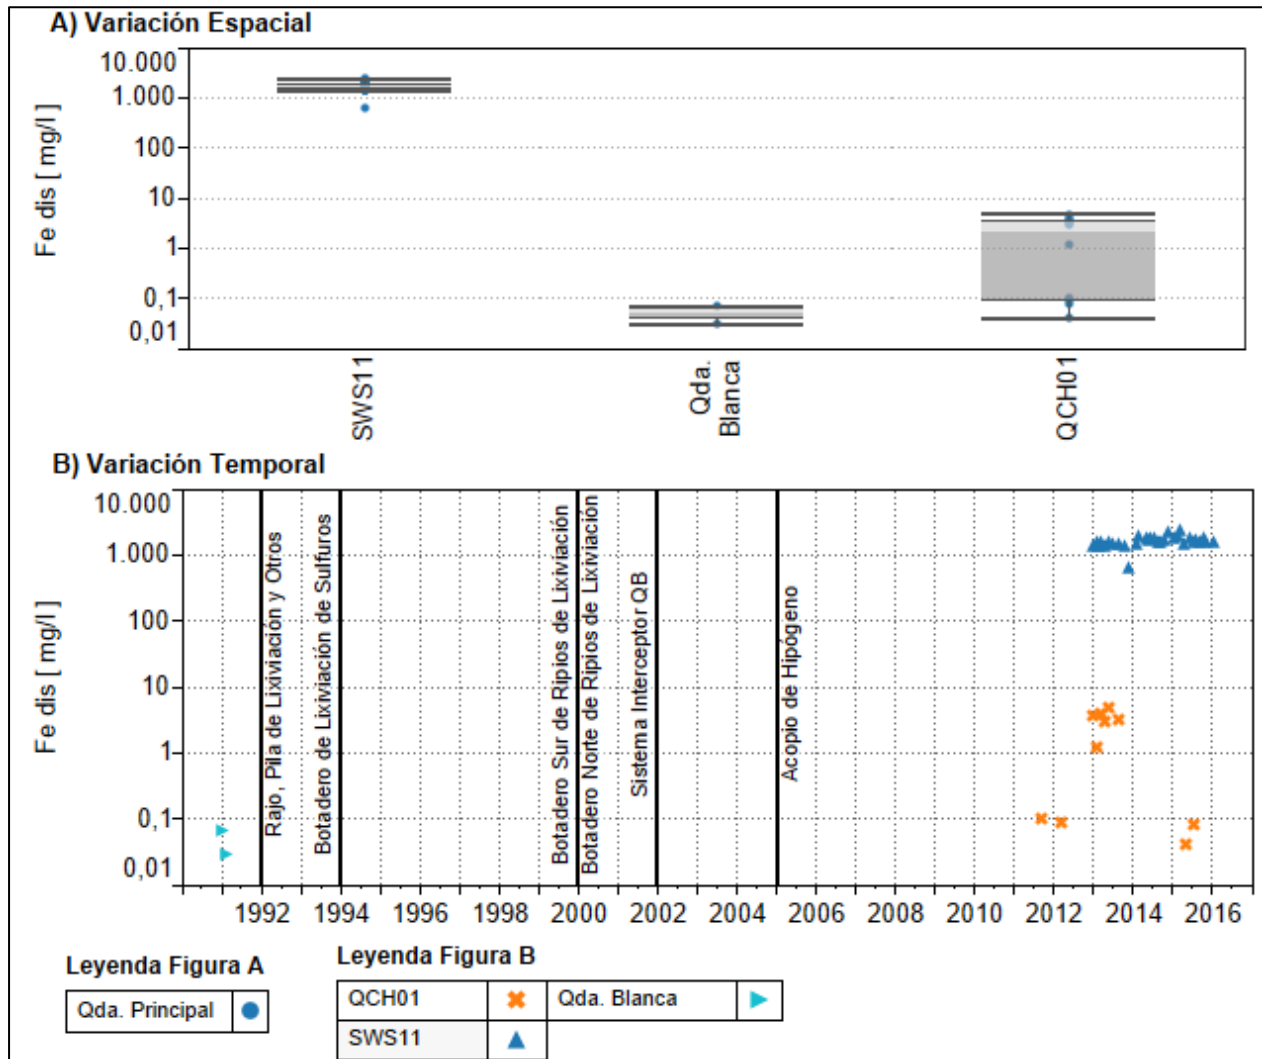 A) Variación Espacial
Fe dis [ mg/l ]
10.000
1.000
100
10
1
0,1
0,01
SWS11
Qda.
Blanca
QCH01
B) Variación Temporal
Fe dis [ mg/l ]
10.000
1.000
100
10
1
0,1
0,01
Rajo, Pila de Lixiviación y Otros
Botadero de Lixiviación de Sulfuros
Botadero Sur de Ripios de Lixiviación
Botadero Norte de Ripios de Lixiviación
Sistema Interceptor QB
Acopio de Hipógeno
1992 1994 1996 1998 2000 2002 2004 2006 2008 2010 2012 2014 2016
Leyenda Figura A
Qda. Principal
Leyenda Figura B
QCH01 Qda. Blanca
SWS11